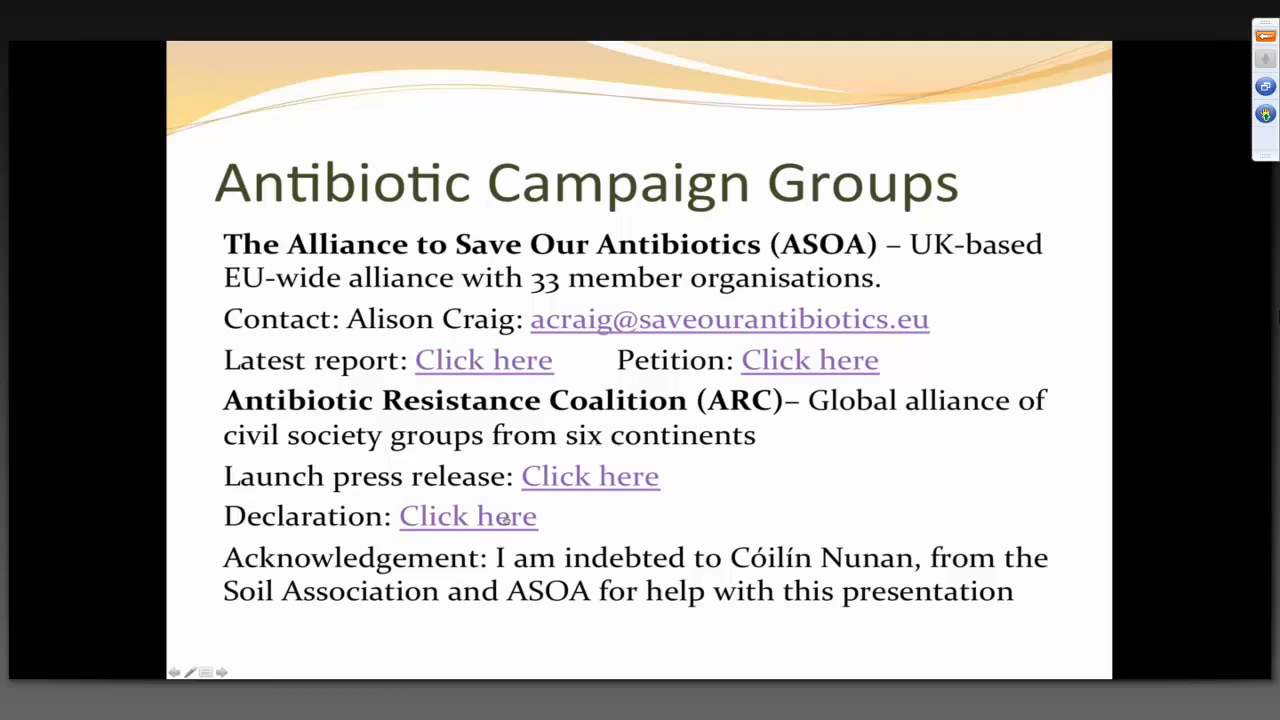 Antibiotic Campaign Groups
The Alliance to Save Our Antibiotics (ASOA) – UK-based
EU-wide alliance with 33 member organisations.
Contact: Alison Craig: acraig@saveourantibiotics.eu
Latest report: Click here Petition: Click here
Antibiotic Resistance Coalition (ARC)– Global alliance of
civil society groups from six continents
Launch press release: Click here
Declaration: Click here
Acknowledgement: I am indebted to Cóilín Nunan, from the
Soil Association and ASOA for help with this presentation